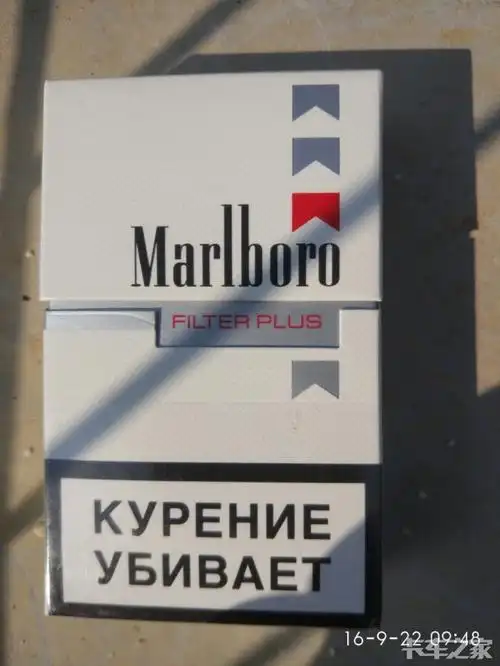 Marlboro
FILTER PLUS
КУРЕНИЕ
УБИВАЕТ
16-9-22 09:48
卡车之家